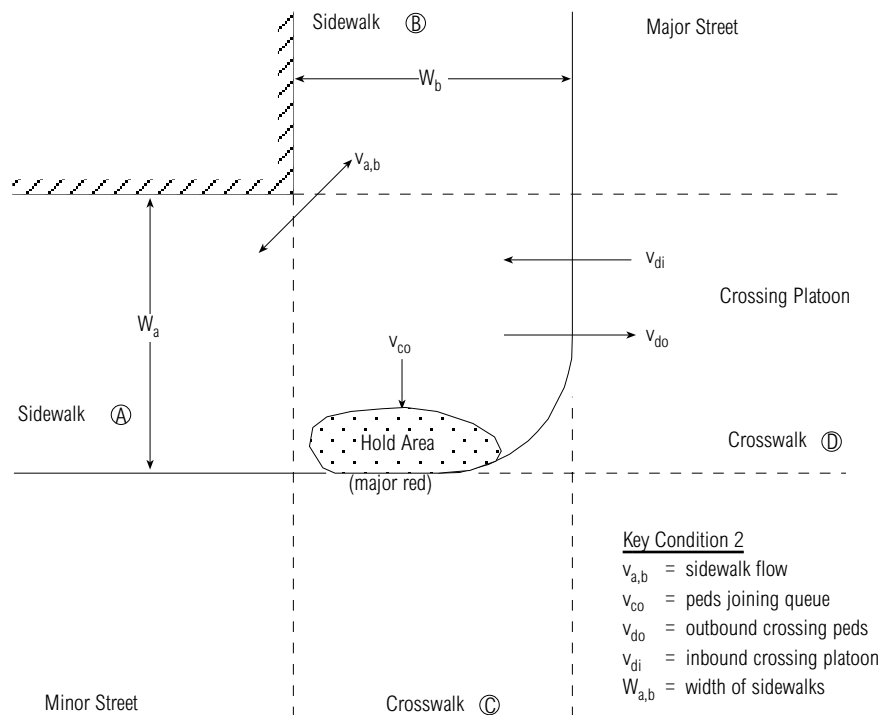 Sidewalk Ⓑ
Major Street
W_b
v_a,b
v_di
Crossing Platoon
W_a
v_do
v_co
Sidewalk Ⓐ
Hold Area
Crosswalk Ⓓ
(major red)
Key Condition 2
v_a,b = sidewalk flow
v_co = peds joining queue
v_do = outbound crossing peds
v_di = inbound crossing platoon
W_a,b = width of sidewalks
Minor Street
Crosswalk Ⓒ